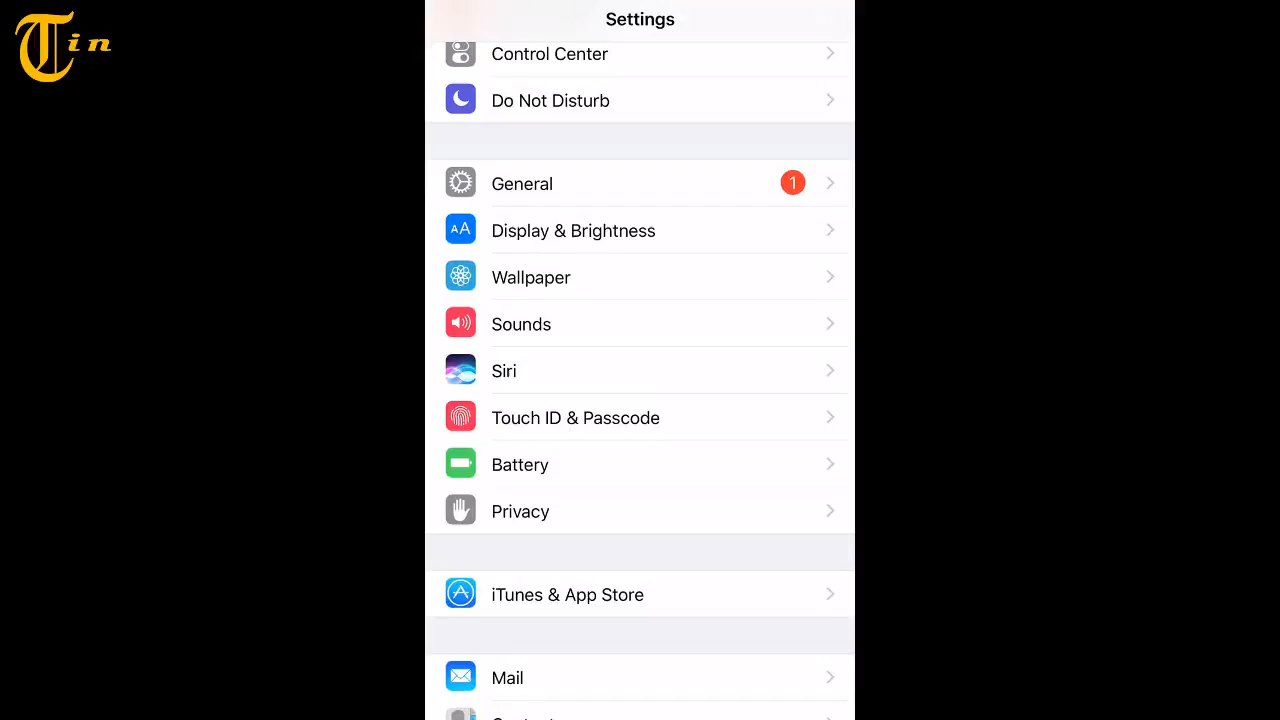 Tin
Settings
Control Center
Do Not Disturb
General
1
AA Display & Brightness
Wallpaper
Sounds
Siri
Touch ID & Passcode
Battery
Privacy
iTunes & App Store
Mail